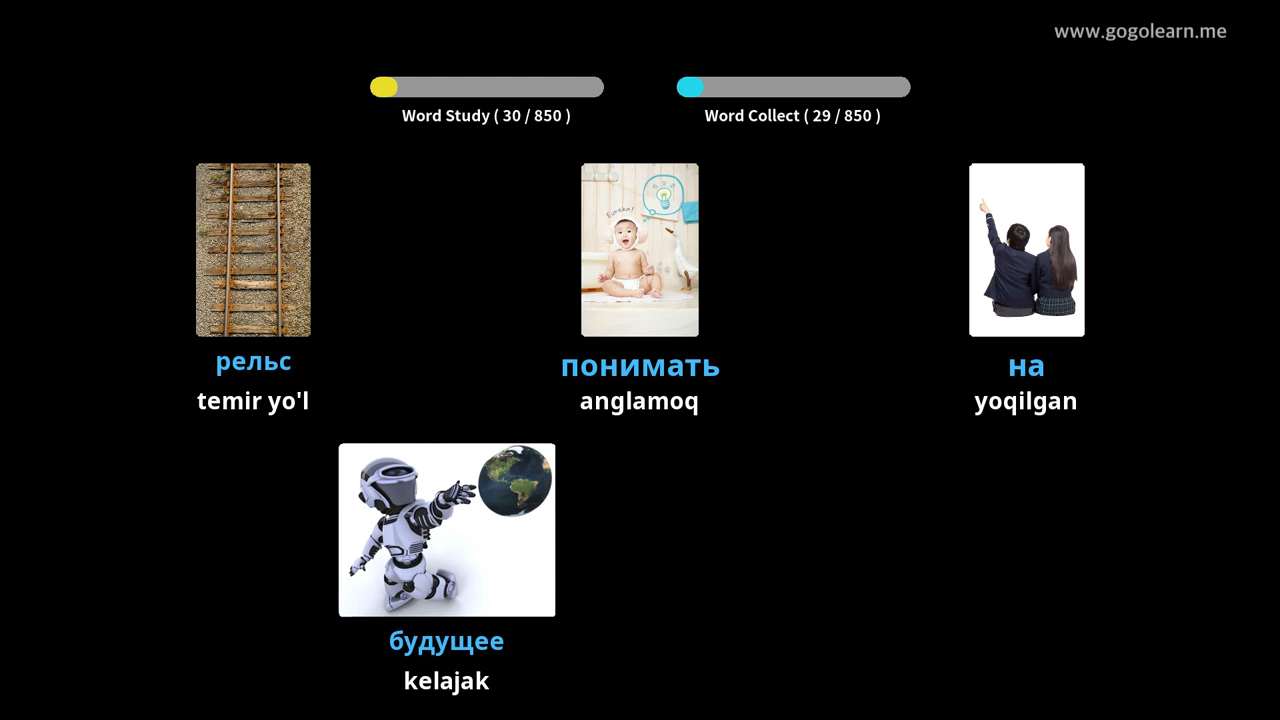 www.gogolearn.me
Word Study ( 30 / 850 )
Word Collect ( 29 / 850 )
Eureka!
рельс
temir yo'l
понимать
anglamoq
на
yoqilgan
будущее
kelajak